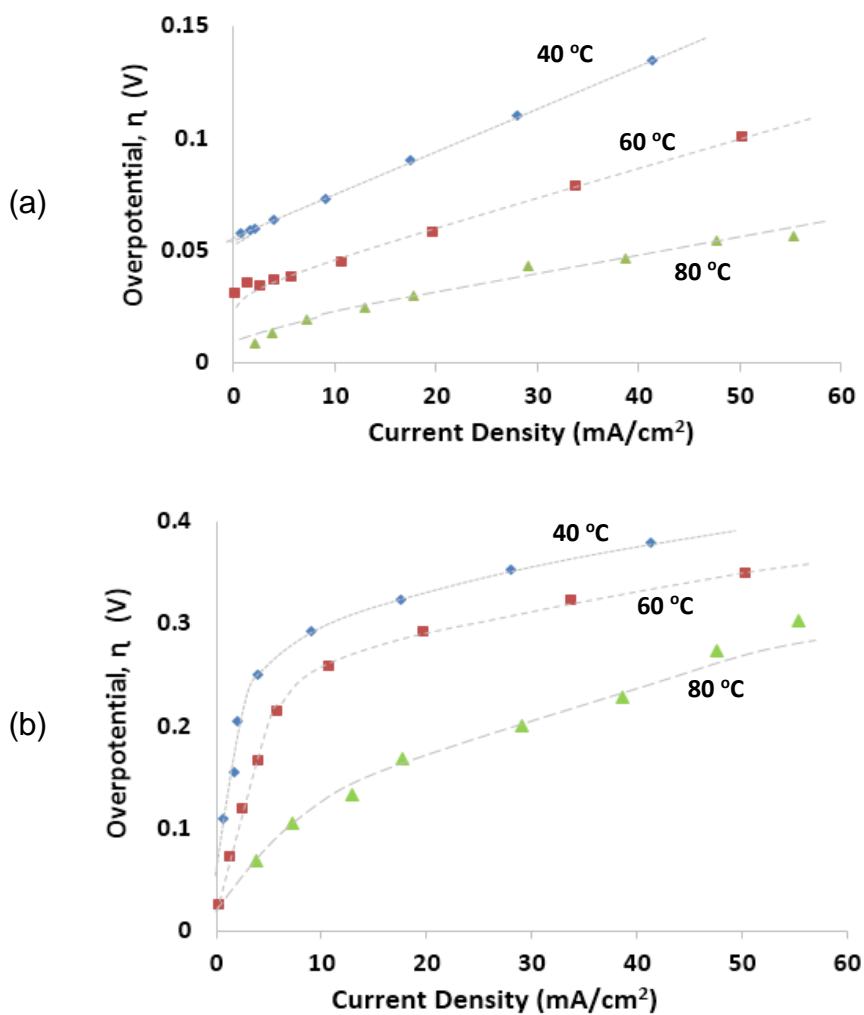 (a)
Overpotential, η (V)
0.15
0.1
0.05
0
40 °C
60 °C
80 °C
0 10 20 30 40 50 60
Current Density (mA/cm²)
(b)
Overpotential, η (V)
0.4
0.3
0.2
0.1
0
40 °C
60 °C
80 °C
0 10 20 30 40 50 60
Current Density (mA/cm²)